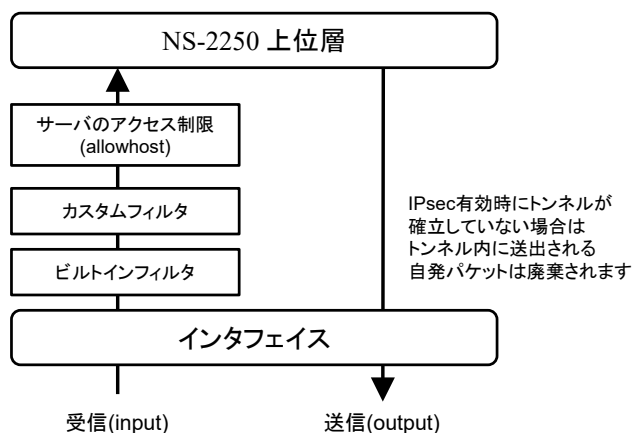 NS-2250 上位層
サーバのアクセス制限
(allowhost)
カスタムフィルタ
ビルトインフィルタ
IPsec有効時にトンネルが
確立していない場合は
トンネル内に送出される
自発パケットは廃棄されます
インタフェイス
受信(input)
送信(output)